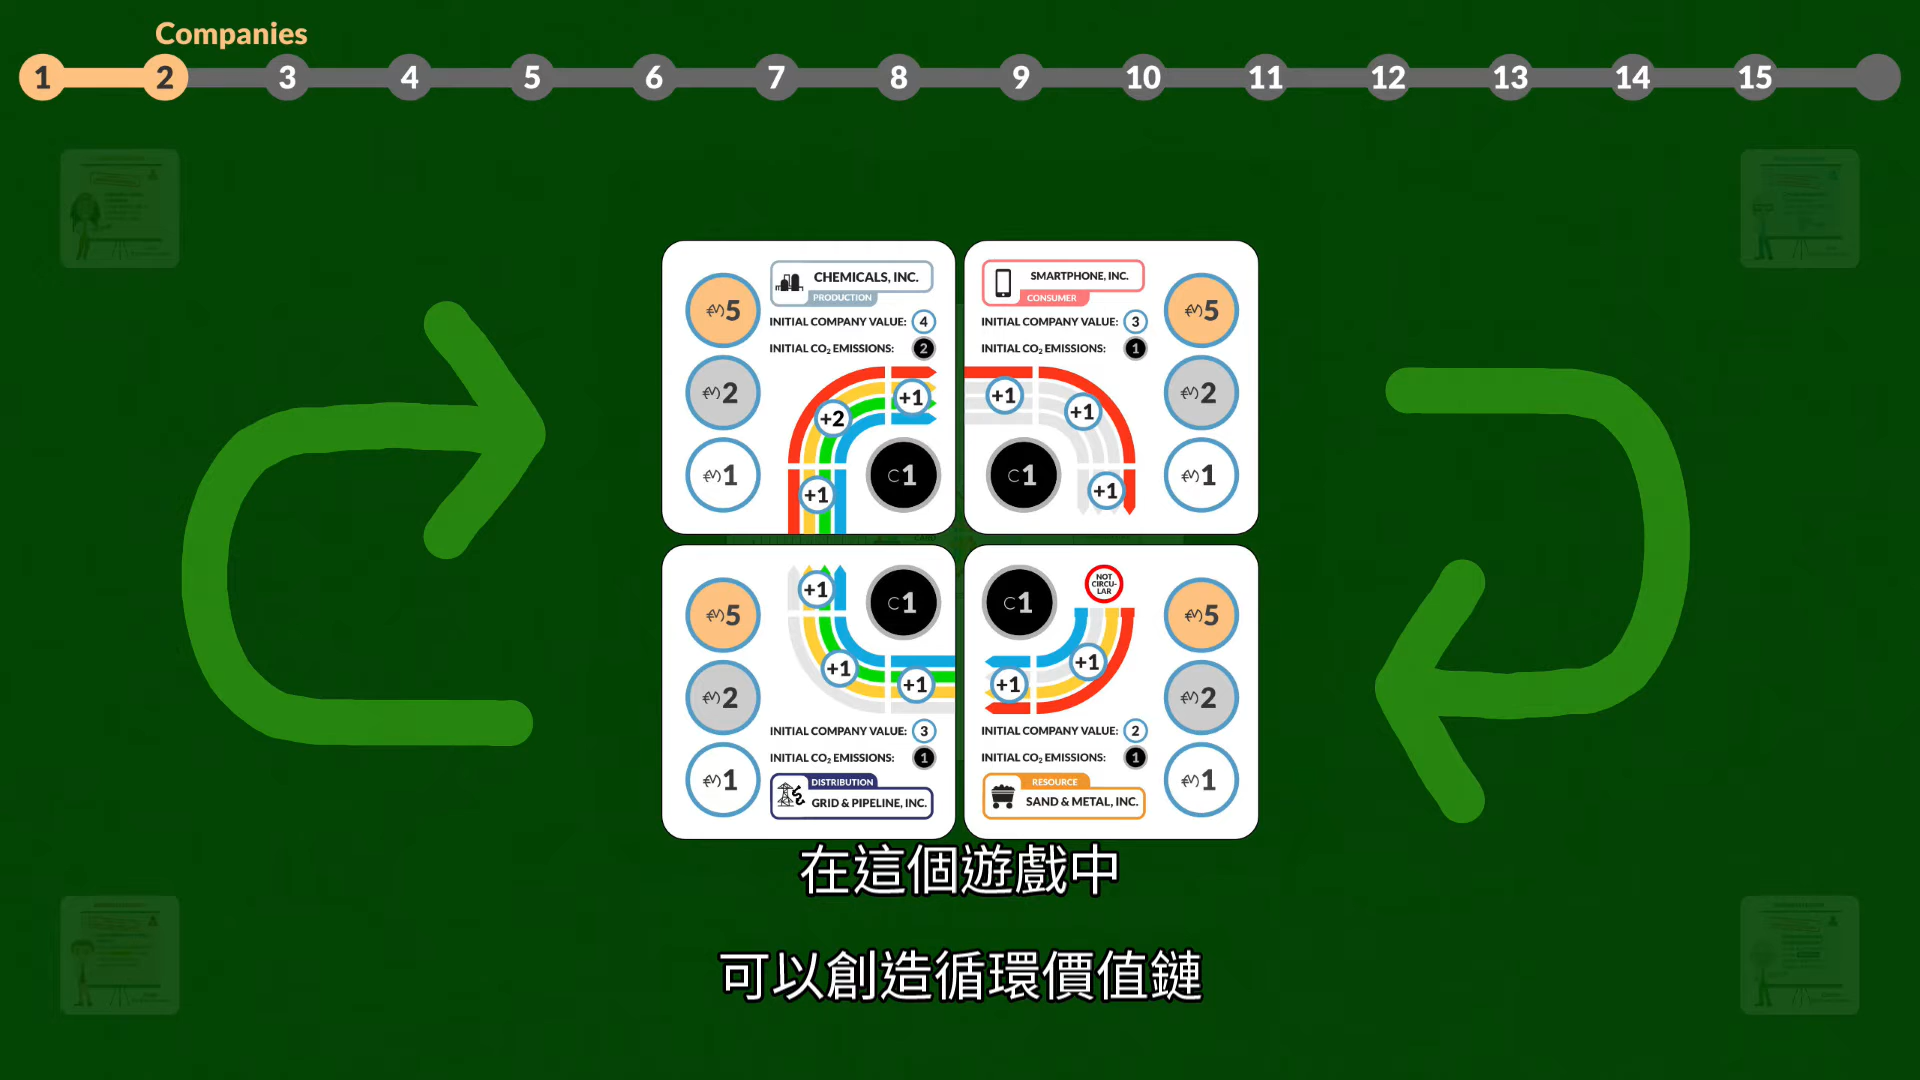 Companies
1 2 3 4 5 6 7 8 9 10 11 12 13 14 15
CHEMICALS, INC.
PRODUCTION
INITIAL COMPANY VALUE: 4
INITIAL CO₂ EMISSIONS: 2
5
2
1
+2
+1
+1
C1
SMARTPHONE, INC.
CONSUMER
INITIAL COMPANY VALUE: 3
INITIAL CO₂ EMISSIONS: 1
+1
+1
+1
C1
5
2
1
+1
C1
+1
+1
5
2
1
INITIAL COMPANY VALUE: 3
INITIAL CO₂ EMISSIONS: 1
DISTRIBUTION
GRID & PIPELINE, INC.
C1
NOT
CIRCU-
LAR
+1
+1
5
2
1
INITIAL COMPANY VALUE: 2
INITIAL CO₂ EMISSIONS: 1
RESOURCE
SAND & METAL, INC.
在這個遊戲中
可以創造循環價值鏈